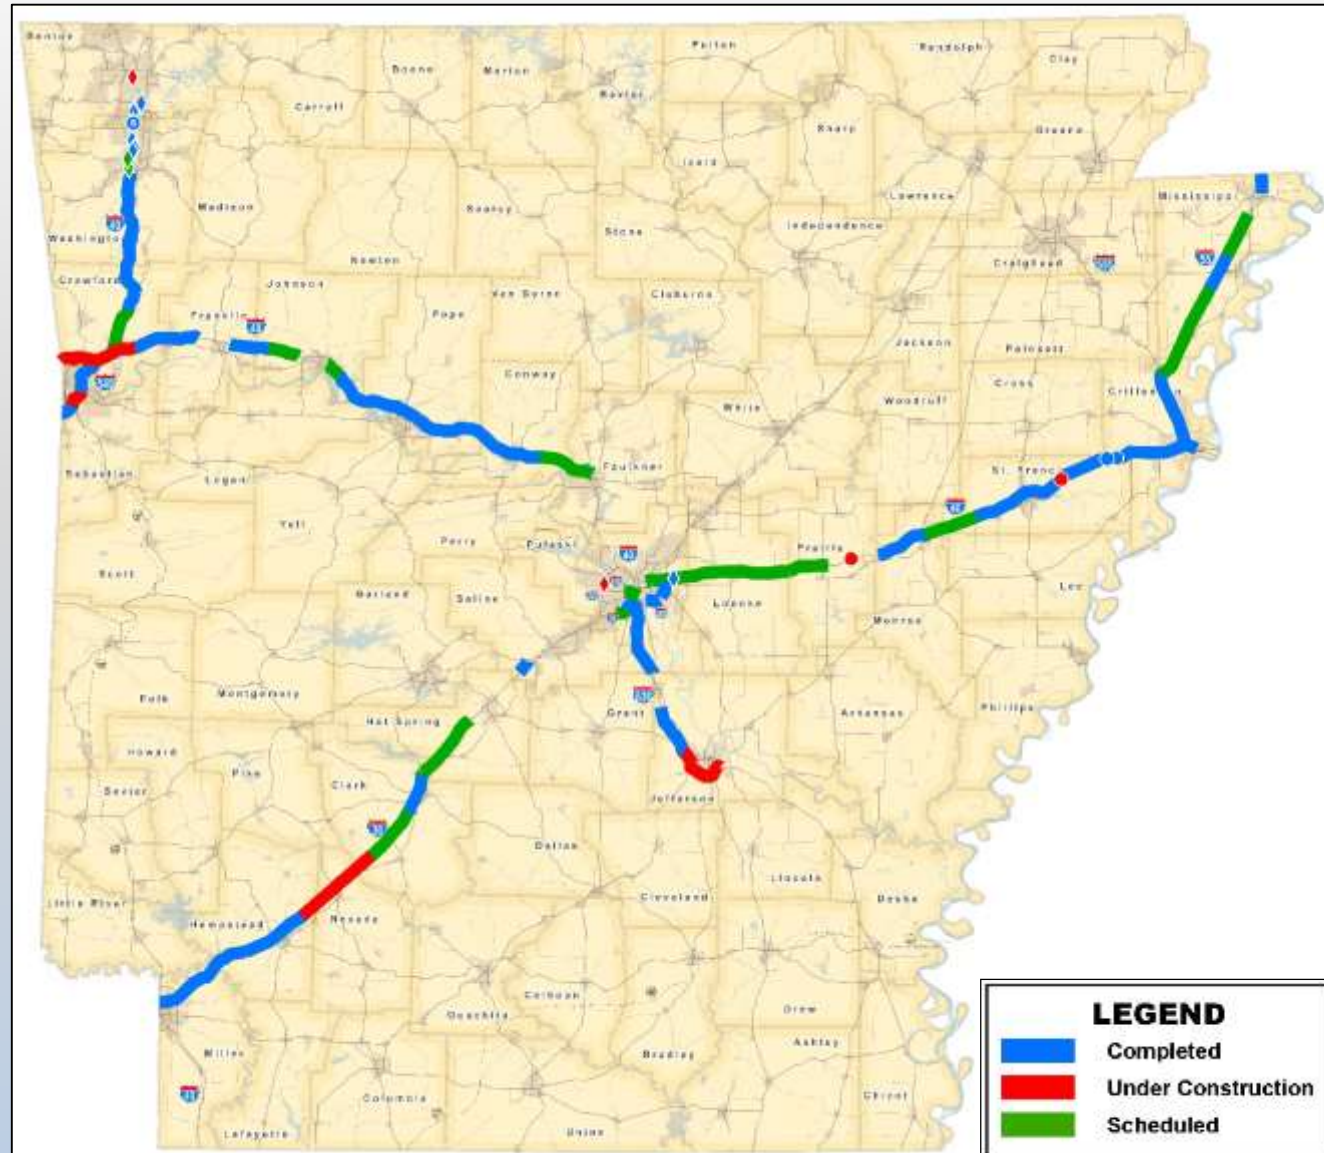 Benton
Carroll
Boone
Marion
Baxter
Fulton
Randolph
Clay
Sharp
Greene
Izard
Lawrence
Mississippi
Washington
Madison
Newton
Searcy
Stone
Independence
Craighead
Crawford
Franklin
Johnson
Pope
Van Buren
Cleburne
Jackson
Poinsett
Conway
White
Woodruff
Cross
Crittenden
Sebastian
Logan
Faulkner
St. Francis
Yell
Perry
Pulaski
Prairie
Scott
Garland
Saline
40
Lonoke
Monroe
Lee
Polk
Montgomery
Hot Spring
Grant
Arkansas
Phillips
Howard
Pike
Clark
Jefferson
Sevier
Dallas
Lincoln
Little River
Hempstead
Nevada
Cleveland
Desha
Calhoun
Ouachita
Drew
Miller
Bradley
Ashley
Columbia
Chicot
Lafayette
Union
LEGEND
Completed
Under Construction
Scheduled